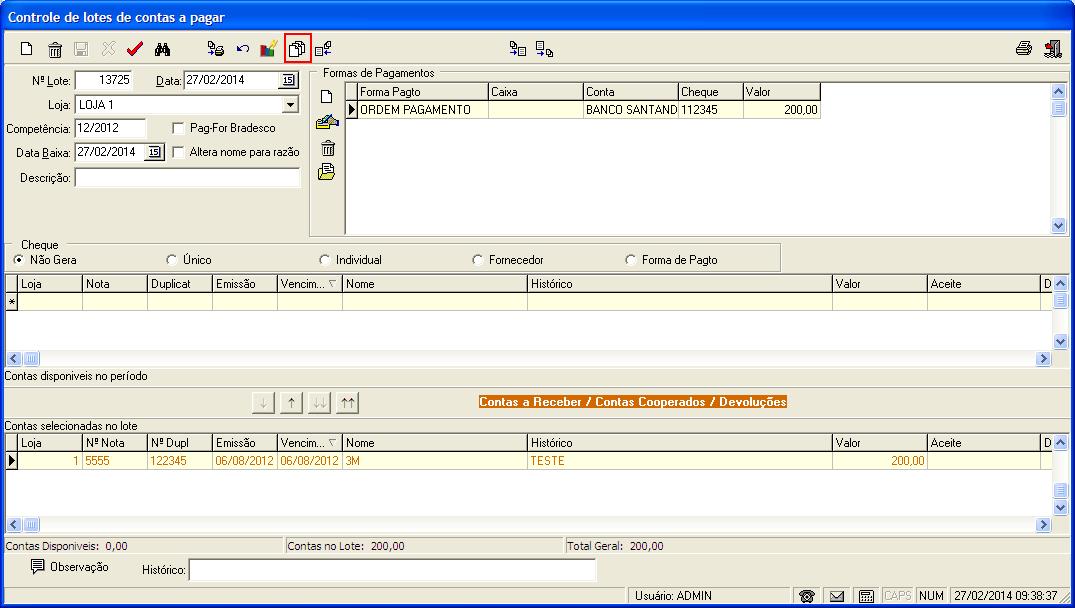 Controle de lotes de contas a pagar
Nº Lote: 13725 Data: 27/02/2014 15
Loja: LOJA 1
Competência: 12/2012 Pag-For Bradesco
Data Baixa: 27/02/2014 15 Altera nome para razão
Descrição:
Formas de Pagamentos
Forma Pagto Caixa Conta Cheque Valor
ORDEM PAGAMENTO BANCO SANTAND 112345 200,00
Cheque
Não Gera Único Individual Fornecedor Forma de Pagto
Loja Nota Duplicat Emissão Vencim... Nome Histórico Valor Aceite D
*
Contas disponiveis no período
Contas a Receber / Contas Cooperados / Devoluções
Contas selecionadas no lote
Loja Nº Nota Nº Dupl Emissão Vencim... Nome Histórico Valor Aceite D
1 5555 122345 06/08/2012 06/08/2012 3M TESTE 200,00
Contas Disponiveis: 0,00 Contas no Lote: 200,00 Total Geral: 200,00
Observação Histórico:
Usuário: ADMIN CAPS NUM 27/02/2014 09:38:37